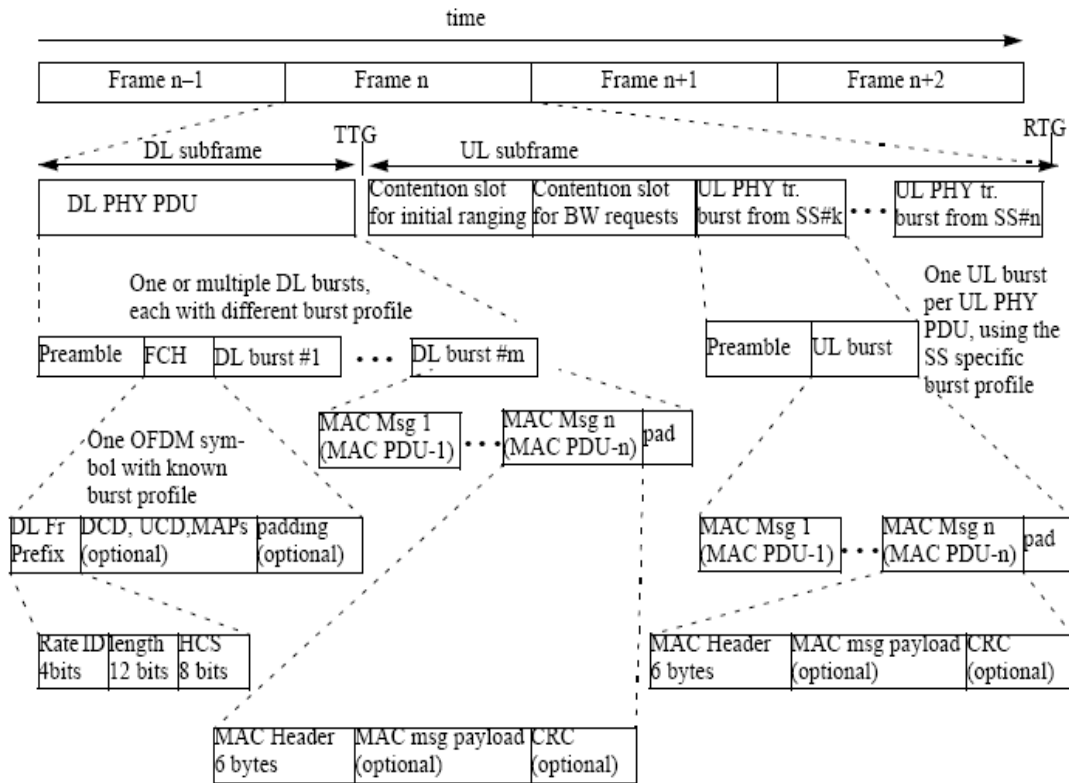 time
Frame n–1 Frame n Frame n+1 Frame n+2
TTG RTG
DL subframe UL subframe
DL PHY PDU
Contention slot
for initial ranging
Contention slot
for BW requests
UL PHY tr.
burst from SS#k
•••
UL PHY tr.
burst from SS#n
One or multiple DL bursts,
each with different burst profile
One UL burst
per UL PHY
PDU, using the
SS specific
burst profile
Preamble FCH DL burst #1 ••• DL burst #m
Preamble UL burst
MAC Msg 1
(MAC PDU-1)
•••
MAC Msg n
(MAC PDU-n)
pad
One OFDM sym-
bol with known
burst profile
DL Fr
Prefix
DCD, UCD,MAPs
(optional)
padding
(optional)
MAC Msg 1
(MAC PDU-1)
•••
MAC Msg n
(MAC PDU-n)
pad
Rate ID
4bits
length
12 bits
HCS
8 bits
MAC Header
6 bytes
MAC msg payload
(optional)
CRC
(optional)
MAC Header
6 bytes
MAC msg payload
(optional)
CRC
(optional)